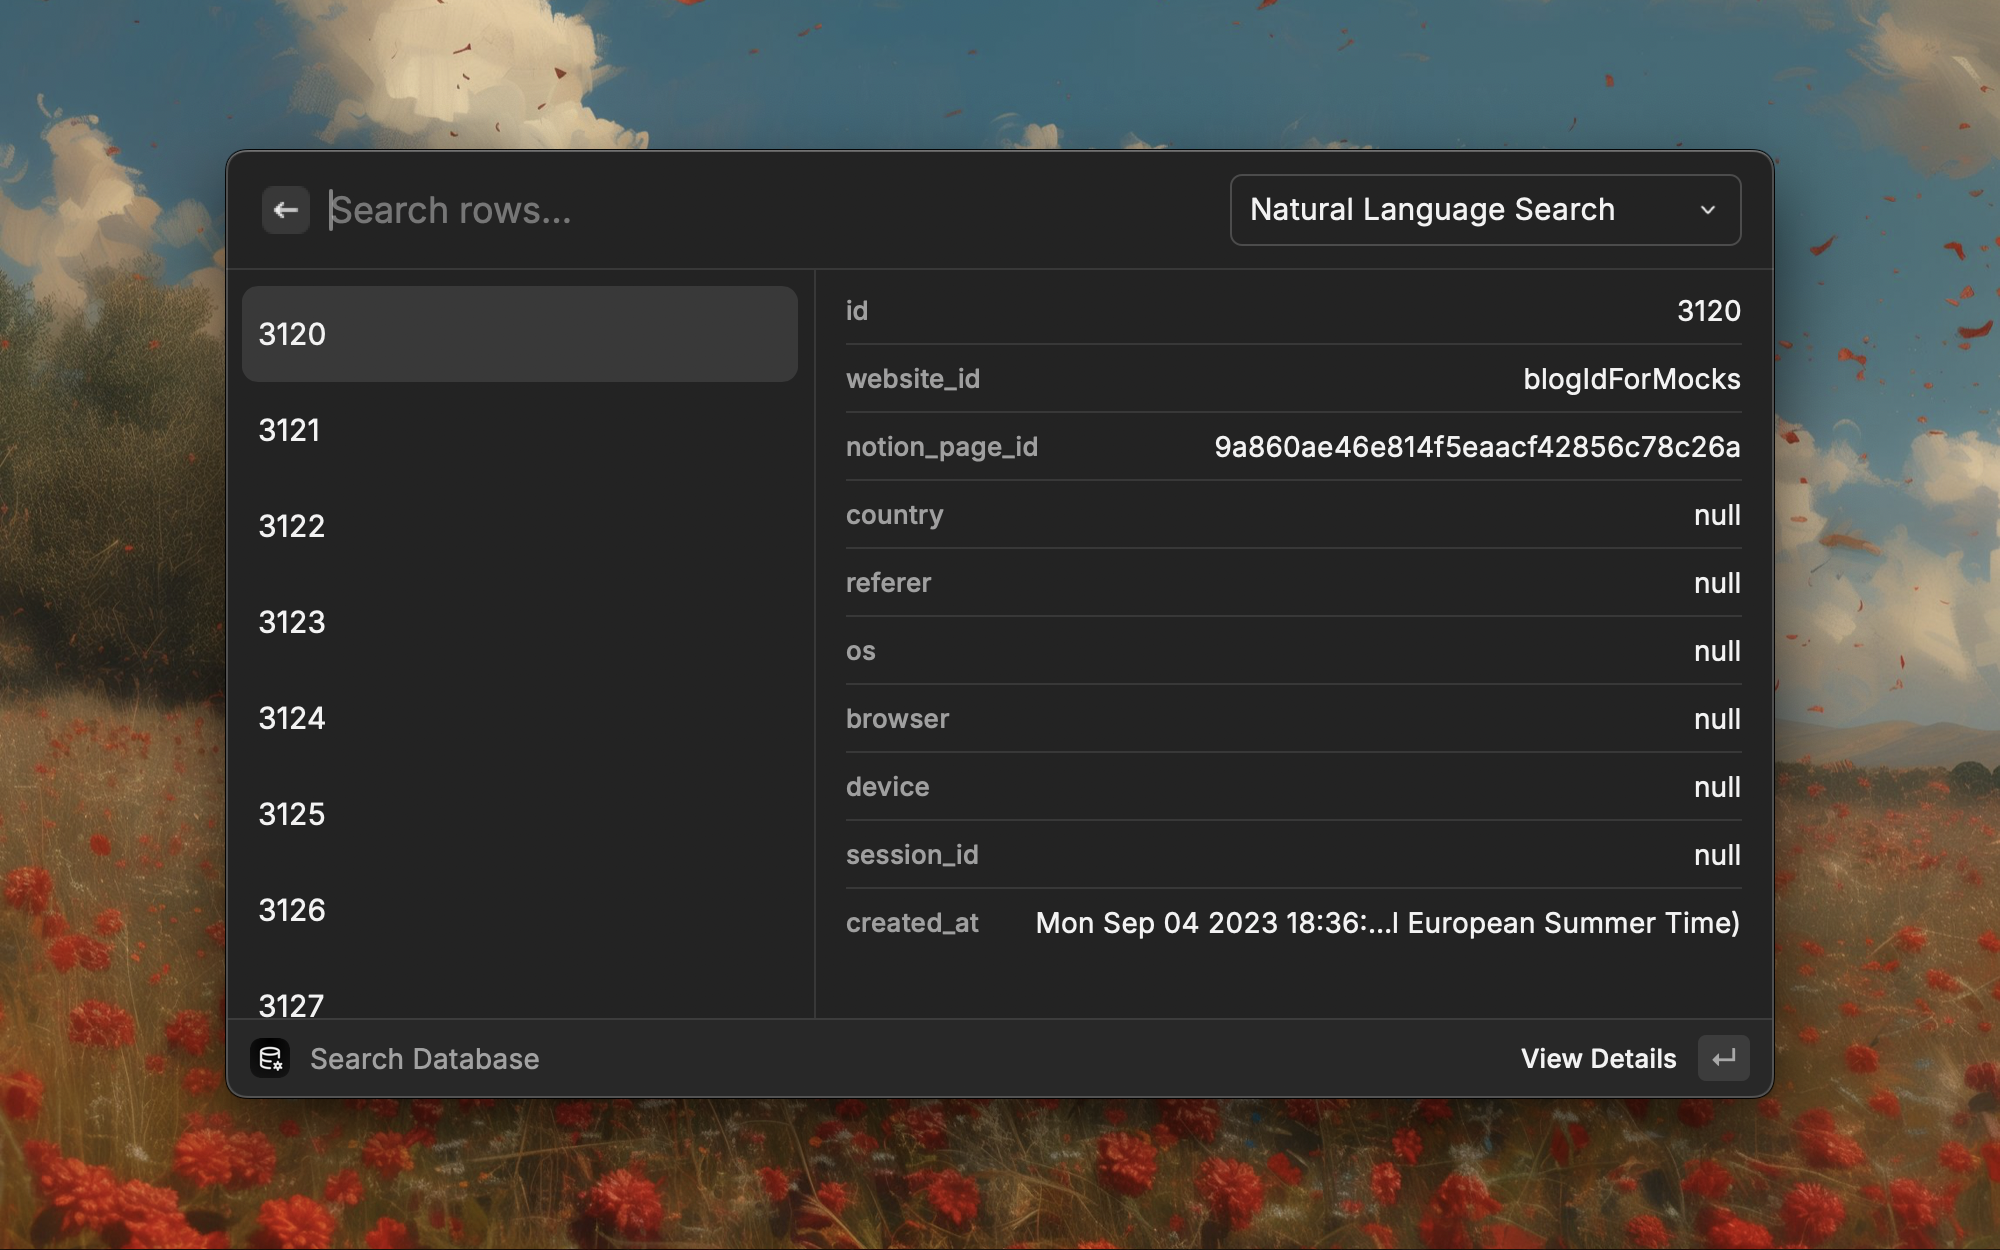 Search rows...
Natural Language Search
3120
3121
3122
3123
3124
3125
3126
3127
id 3120
website_id blogIdForMocks
notion_page_id 9a860ae46e814f5eaacf42856c78c26a
country null
referer null
os null
browser null
device null
session_id null
created_at Mon Sep 04 2023 18:36:...l European Summer Time)
Search Database
View Details